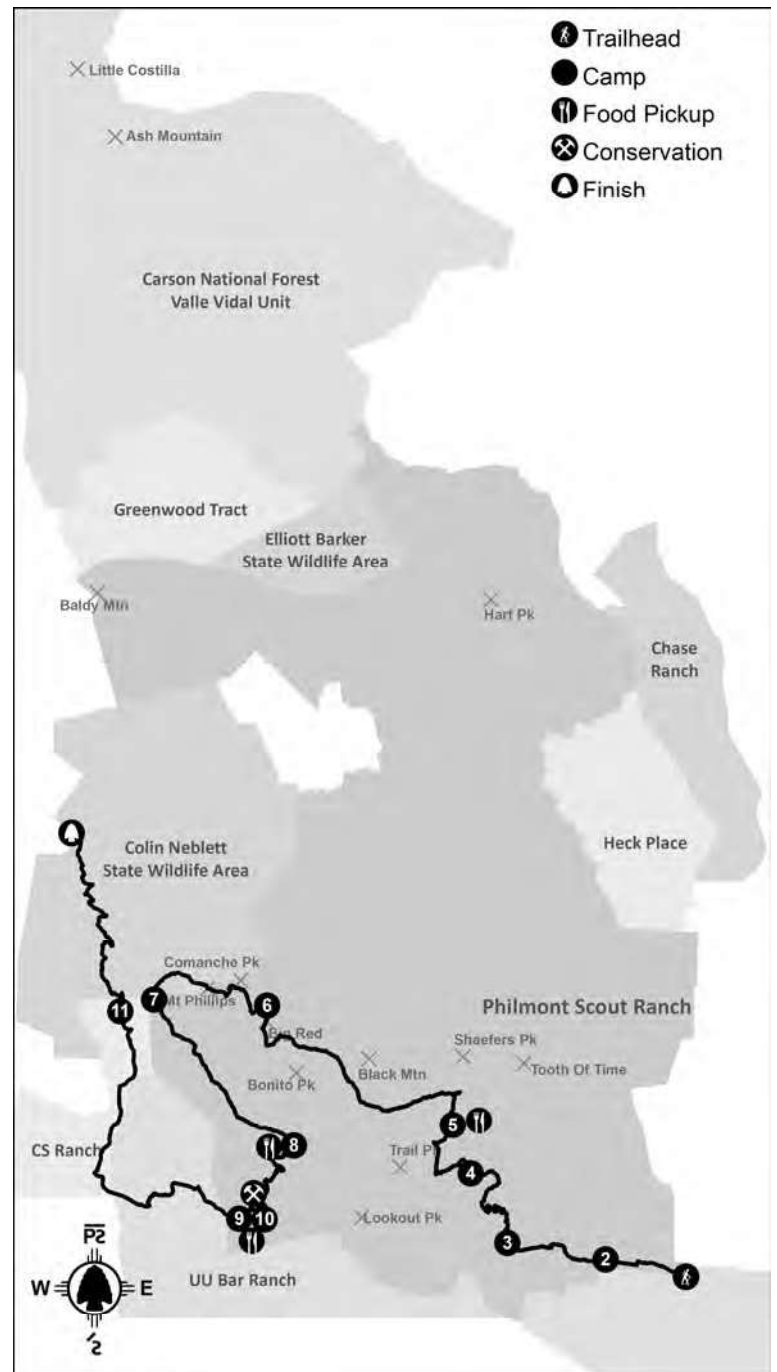 Trailhead
Camp
Food Pickup
Conservation
Finish
Little Costilla
Ash Mountain
Carson National Forest
Valle Vidal Unit
Greenwood Tract
Elliott Barker
State Wildlife Area
Baldy Mtn
Hart Pk
Chase
Ranch
Heck Place
Colin Neblett
State Wildlife Area
Comanche Pk
Mt Phillips
7
6
11
Philmont Scout Ranch
Big Red
Shaefers Pk
Black Mtn
Tooth Of Time
Bonito Pk
5
8
CS Ranch
Trail Pk
4
9
10
Lookout Pk
3
2
UU Bar Ranch
W
E